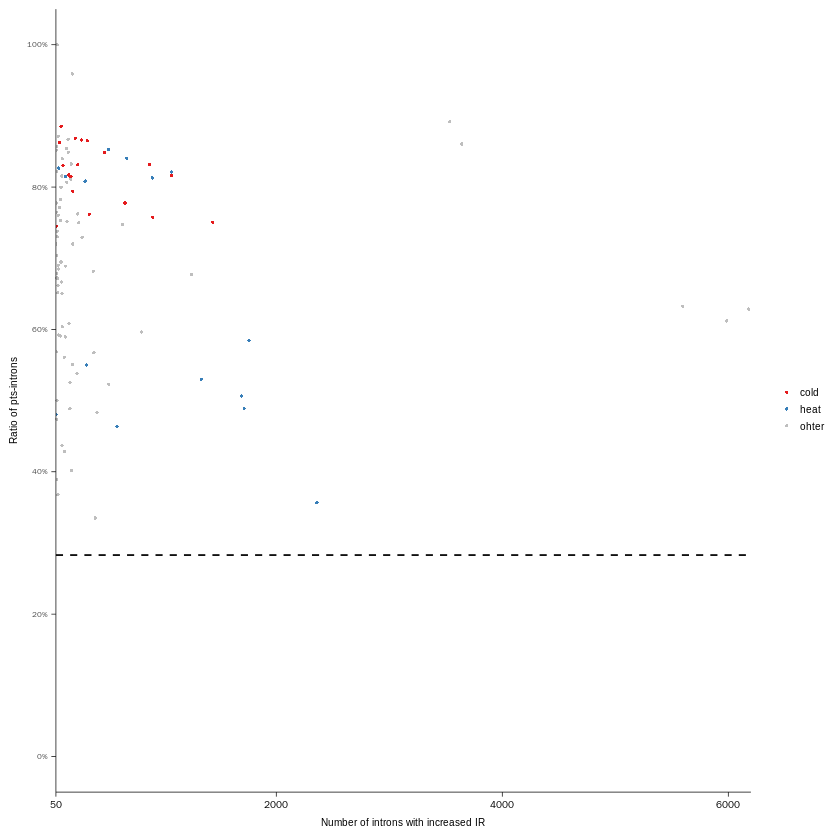 100%
80%
60%
40%
20%
0%
Ratio of pts-introns
50
2000
4000
6000
Number of introns with increased IR
cold
heat
ohter